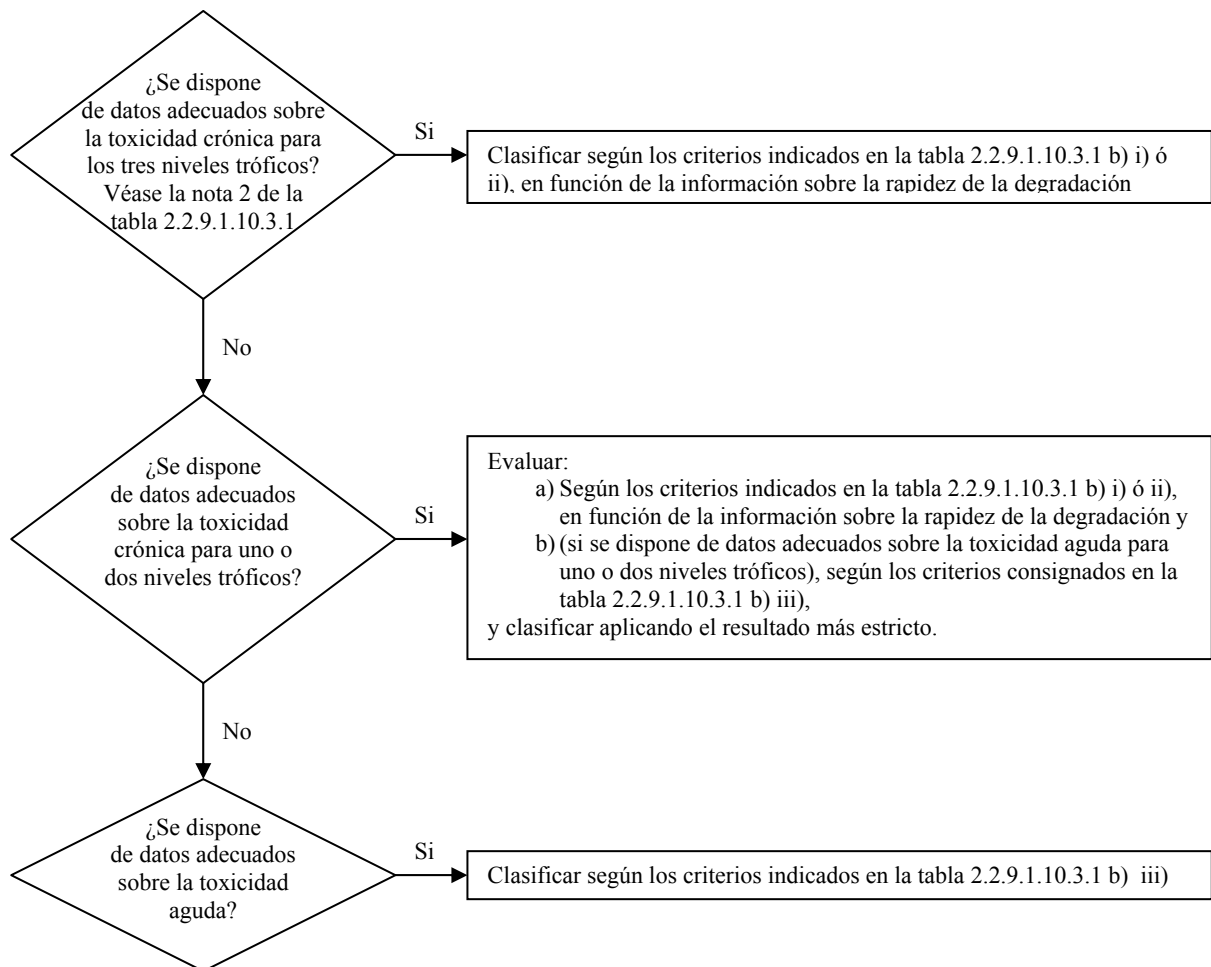 ¿Se dispone
de datos adecuados sobre
la toxicidad crónica para
los tres niveles tróficos?
Véase la nota 2 de la
tabla 2.2.9.1.10.3.1
Si
Clasificar según los criterios indicados en la tabla 2.2.9.1.10.3.1 b) i) ó
ii), en función de la información sobre la rapidez de la degradación
No
¿Se dispone
de datos adecuados
sobre la toxicidad
crónica para uno o
dos niveles tróficos?
Si
Evaluar:
a) Según los criterios indicados en la tabla 2.2.9.1.10.3.1 b) i) ó ii),
en función de la información sobre la rapidez de la degradación y
b) (si se dispone de datos adecuados sobre la toxicidad aguda para
uno o dos niveles tróficos), según los criterios consignados en la
tabla 2.2.9.1.10.3.1 b) iii),
y clasificar aplicando el resultado más estricto.
No
¿Se dispone
de datos adecuados
sobre la toxicidad
aguda?
Si
Clasificar según los criterios indicados en la tabla 2.2.9.1.10.3.1 b) iii)